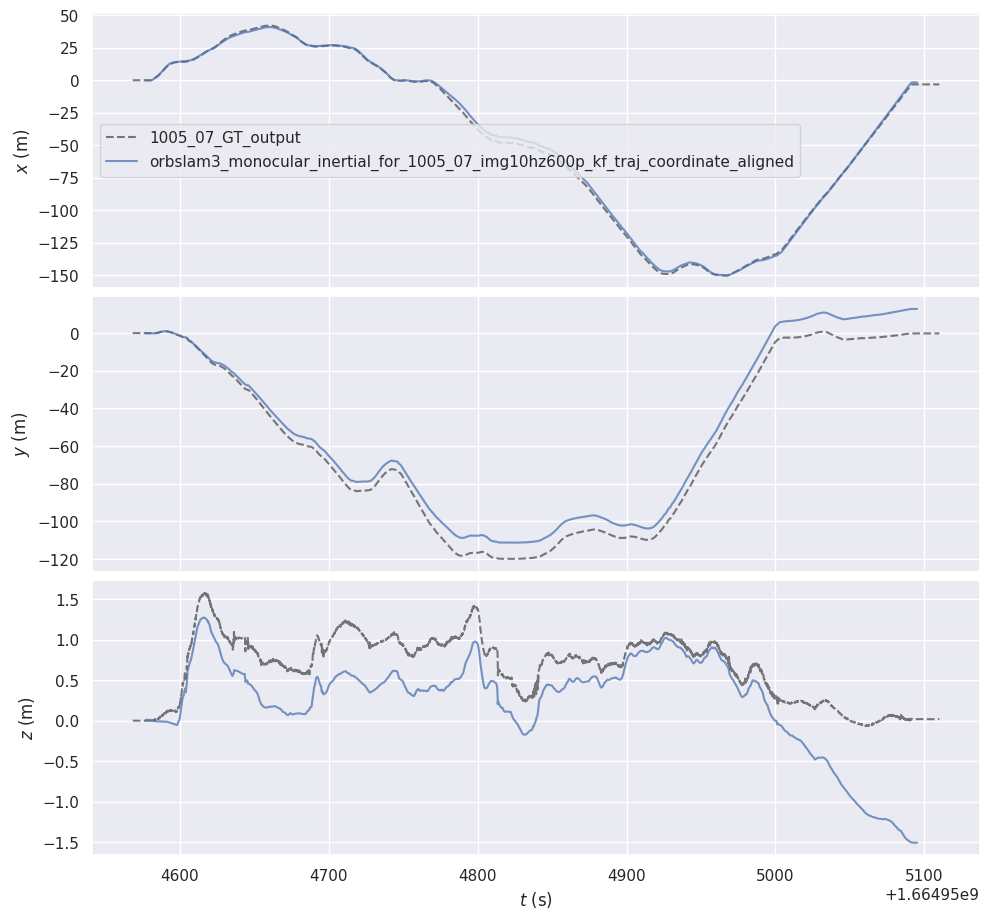 50
25
0
−25
−50
−75
−100
−125
−150
x (m)
1005_07_GT_output
orbslam3_monocular_inertial_for_1005_07_img10hz600p_kf_traj_coordinate_aligned
0
−20
−40
−60
−80
−100
−120
y (m)
1.5
1.0
0.5
0.0
−0.5
−1.0
−1.5
z (m)
4600 4700 4800 4900 5000 5100
+1.66495e9
t (s)